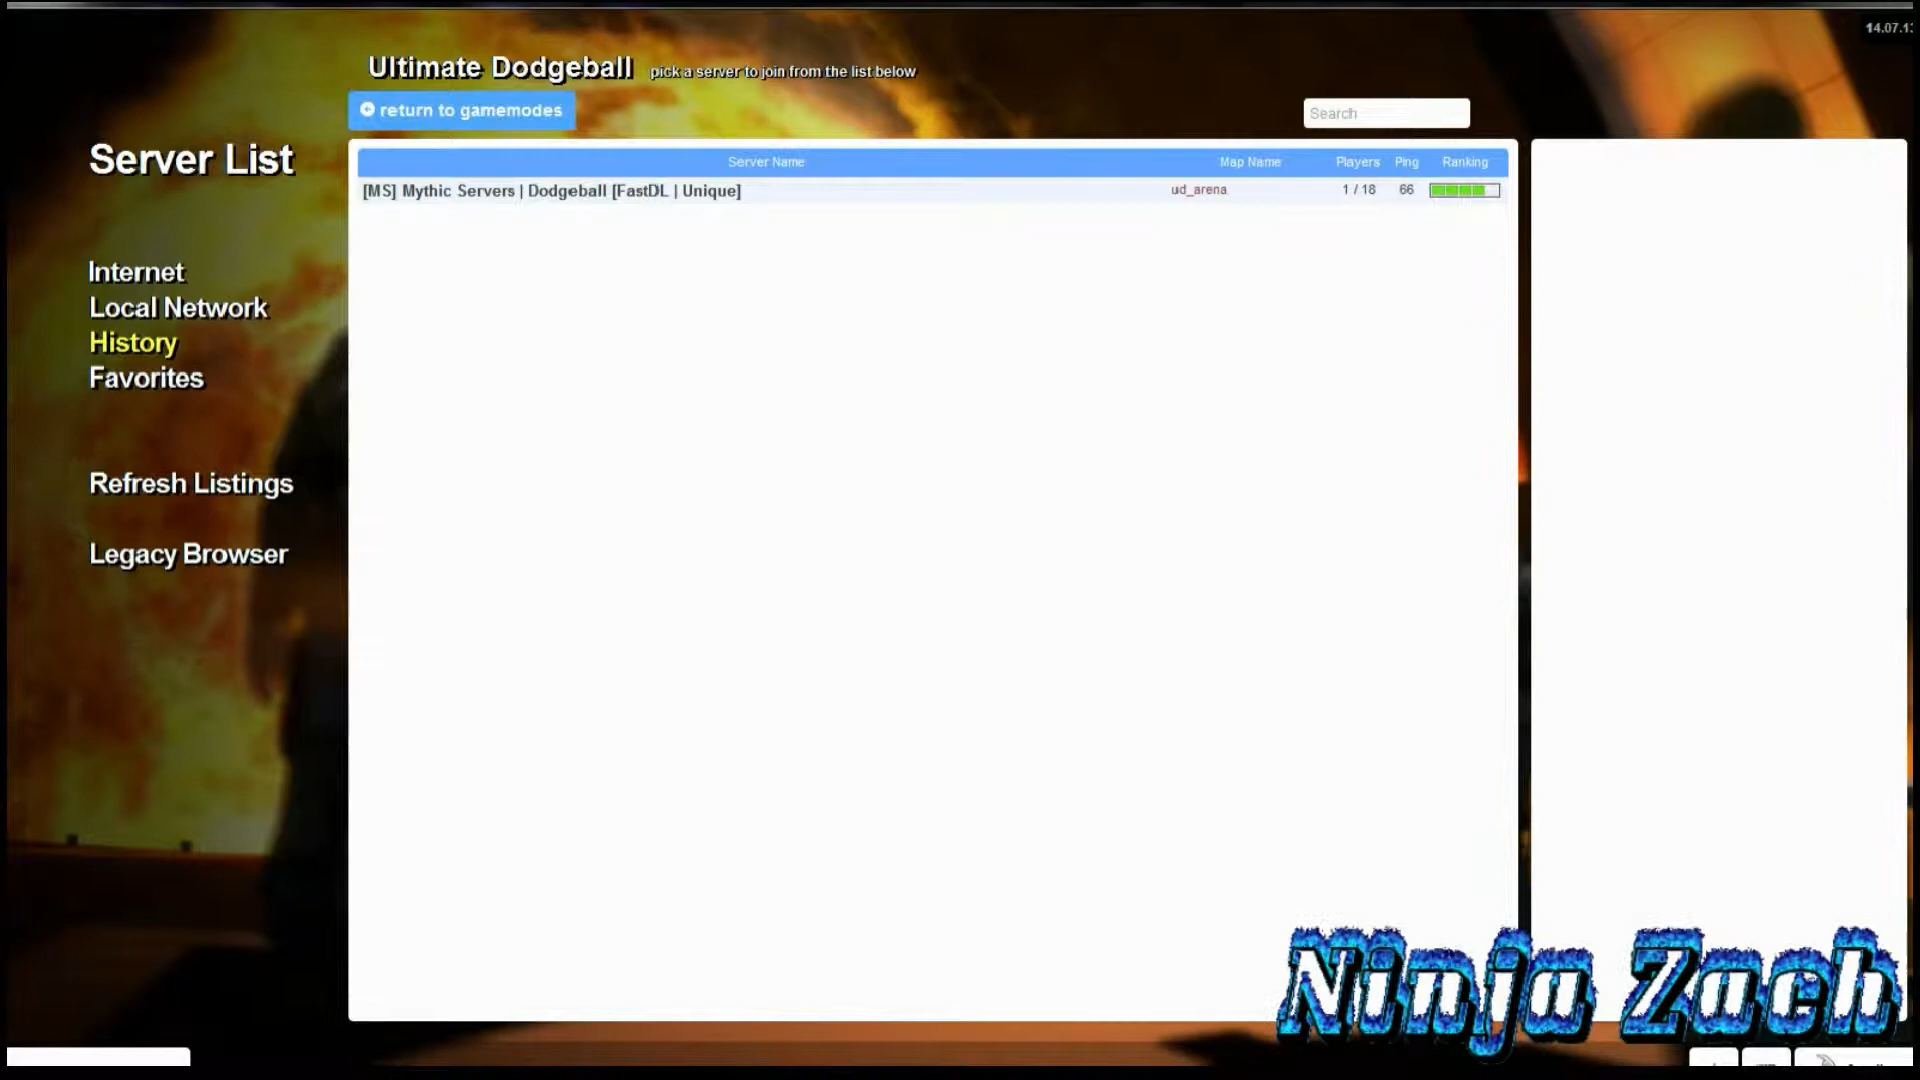 14.07.1
Ultimate Dodgeball pick a server to join from the list below
return to gamemodes
Search
Server List
Server Name Map Name Players Ping Ranking
[MS] Mythic Servers | Dodgeball [FastDL | Unique] ud_arena 1 / 18 66
Internet
Local Network
History
Favorites
Refresh Listings
Legacy Browser
Ninja Zach